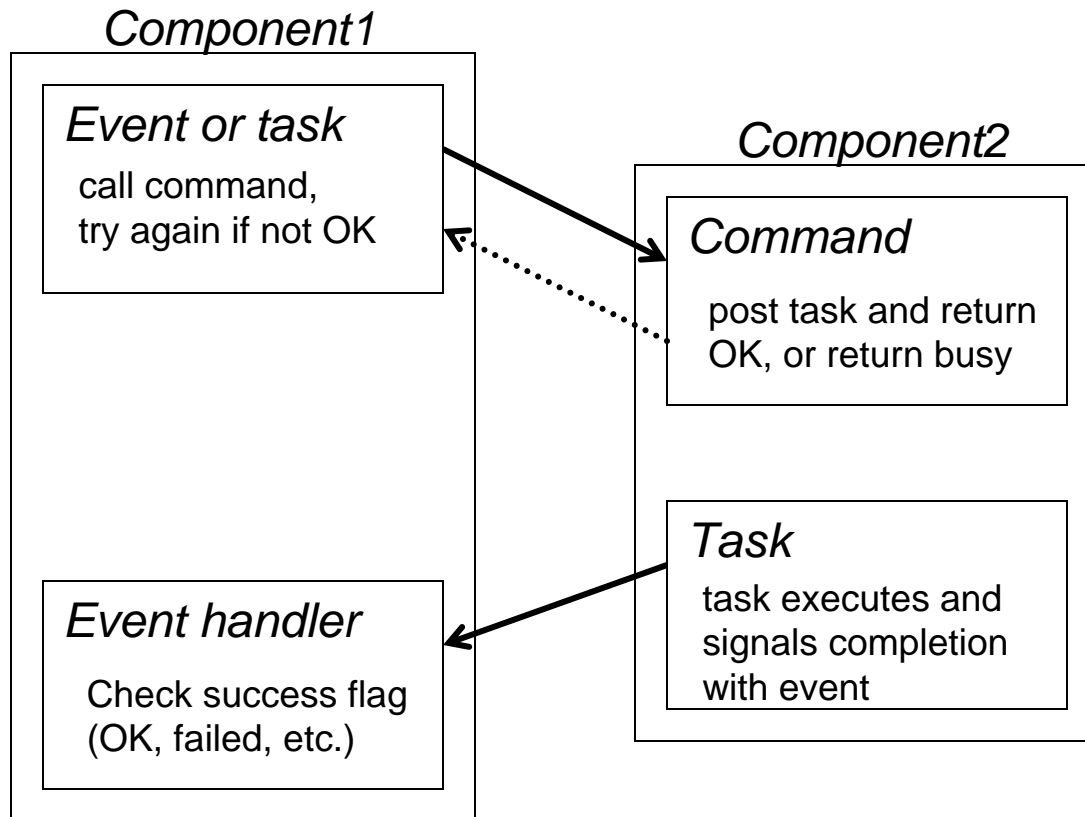 Component1
Event or task
call command,
try again if not OK
Event handler
Check success flag
(OK, failed, etc.)
Component2
Command
post task and return
OK, or return busy
Task
task executes and
signals completion
with event